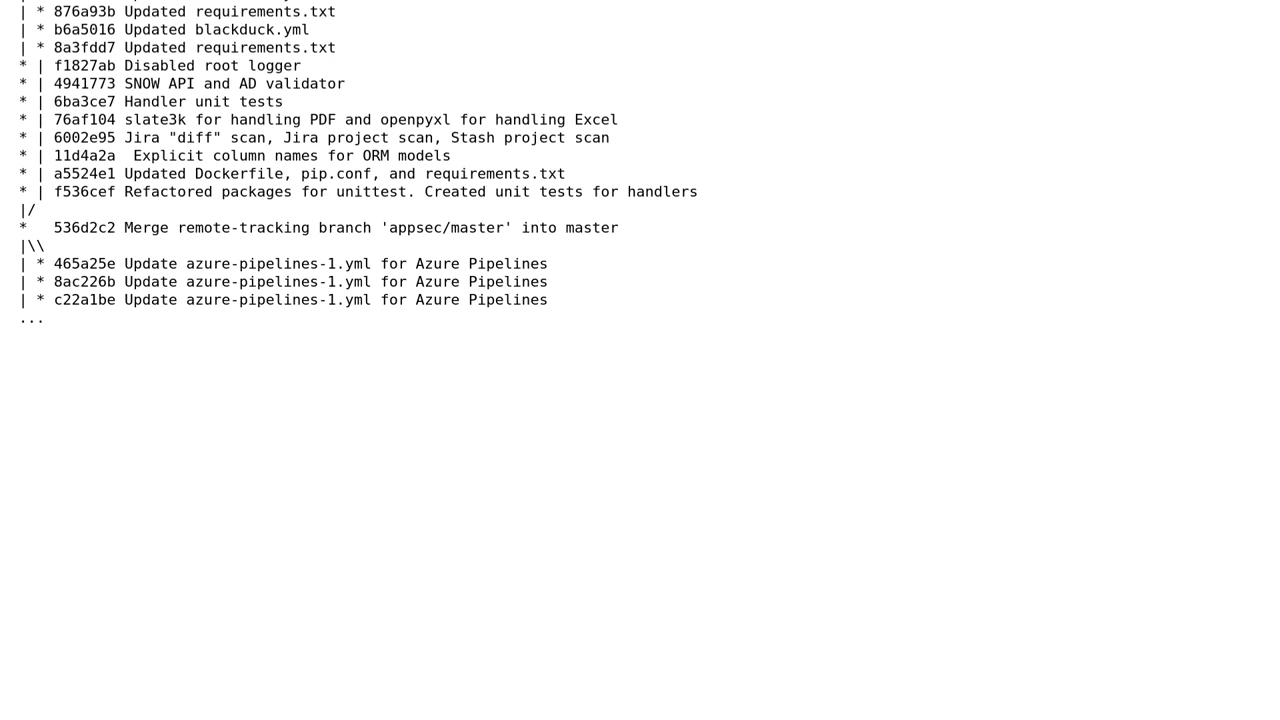 | * 876a93b Updated requirements.txt
| * b6a5016 Updated blackduck.yml
| * 8a3fdd7 Updated requirements.txt
* | f1827ab Disabled root logger
* | 4941773 SNOW API and AD validator
* | 6ba3ce7 Handler unit tests
* | 76af104 slate3k for handling PDF and openpyxl for handling Excel
* | 6002e95 Jira "diff" scan, Jira project scan, Stash project scan
* | 11d4a2a  Explicit column names for ORM models
* | a5524e1 Updated Dockerfile, pip.conf, and requirements.txt
* | f536cef Refactored packages for unittest. Created unit tests for handlers
|/
*   536d2c2 Merge remote-tracking branch 'appsec/master' into master
|\\
| * 465a25e Update azure-pipelines-1.yml for Azure Pipelines
| * 8ac226b Update azure-pipelines-1.yml for Azure Pipelines
| * c22a1be Update azure-pipelines-1.yml for Azure Pipelines
...